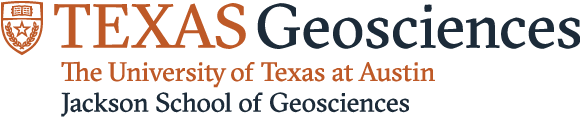 TEXAS Geosciences
The University of Texas at Austin
Jackson School of Geosciences